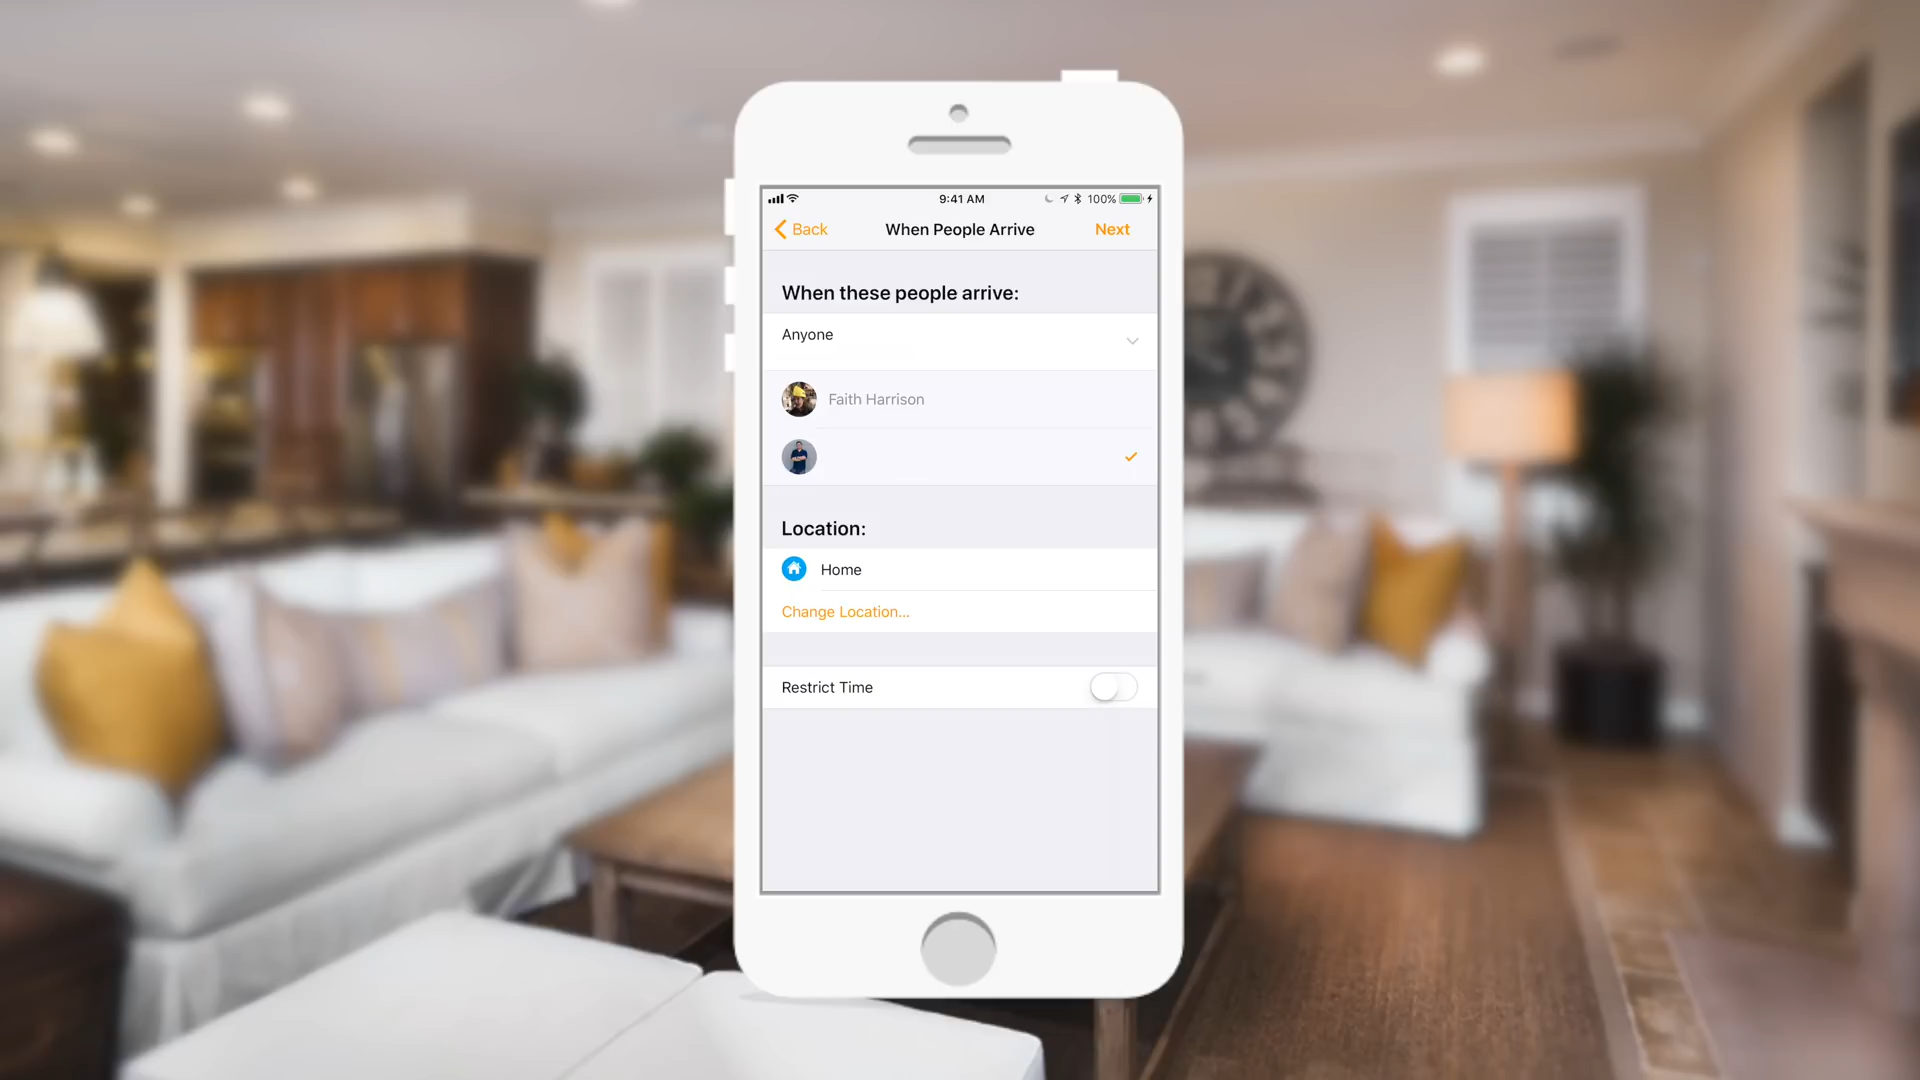 9:41 AM
100%
Back
When People Arrive
Next
When these people arrive:
Anyone
Faith Harrison
Location:
Home
Change Location...
Restrict Time